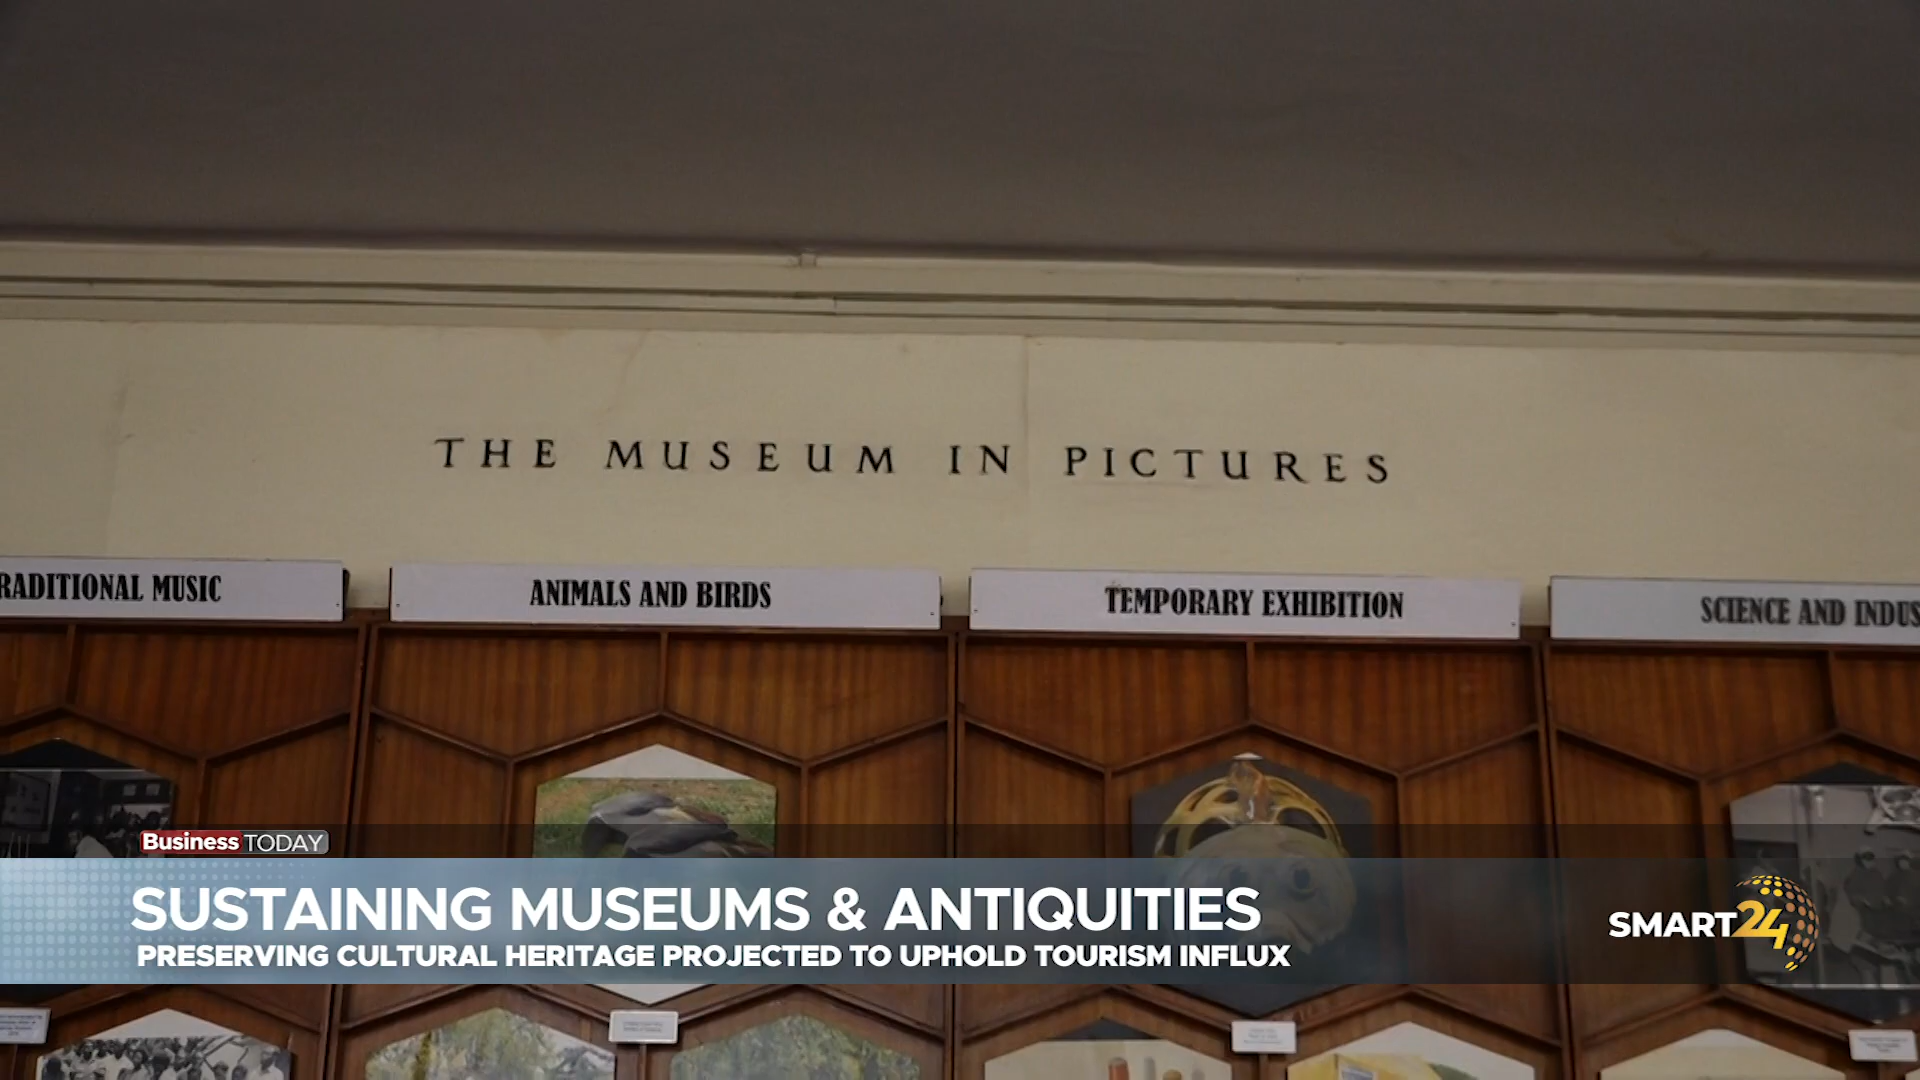 THE MUSEUM IN PICTURES
RADITIONAL MUSIC
ANIMALS AND BIRDS
TEMPORARY EXHIBITION
SCIENCE AND INDUS
Business TODAY
SUSTAINING MUSEUMS & ANTIQUITIES
PRESERVING CULTURAL HERITAGE PROJECTED TO UPHOLD TOURISM INFLUX
SMART24